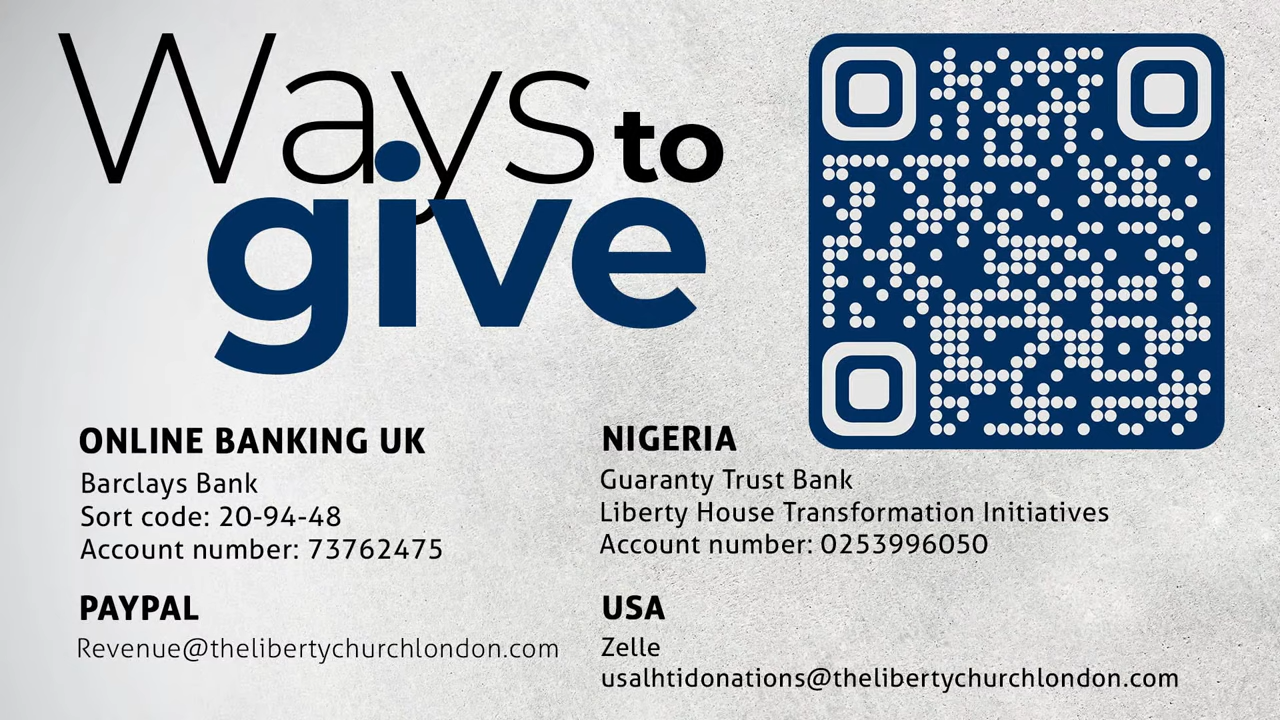 Ways to
give
ONLINE BANKING UK
Barclays Bank
Sort code: 20-94-48
Account number: 73762475
PAYPAL
Revenue@thelibertychurchlondon.com
NIGERIA
Guaranty Trust Bank
Liberty House Transformation Initiatives
Account number: 0253996050
USA
Zelle
usalhtidonations@thelibertychurchlondon.com